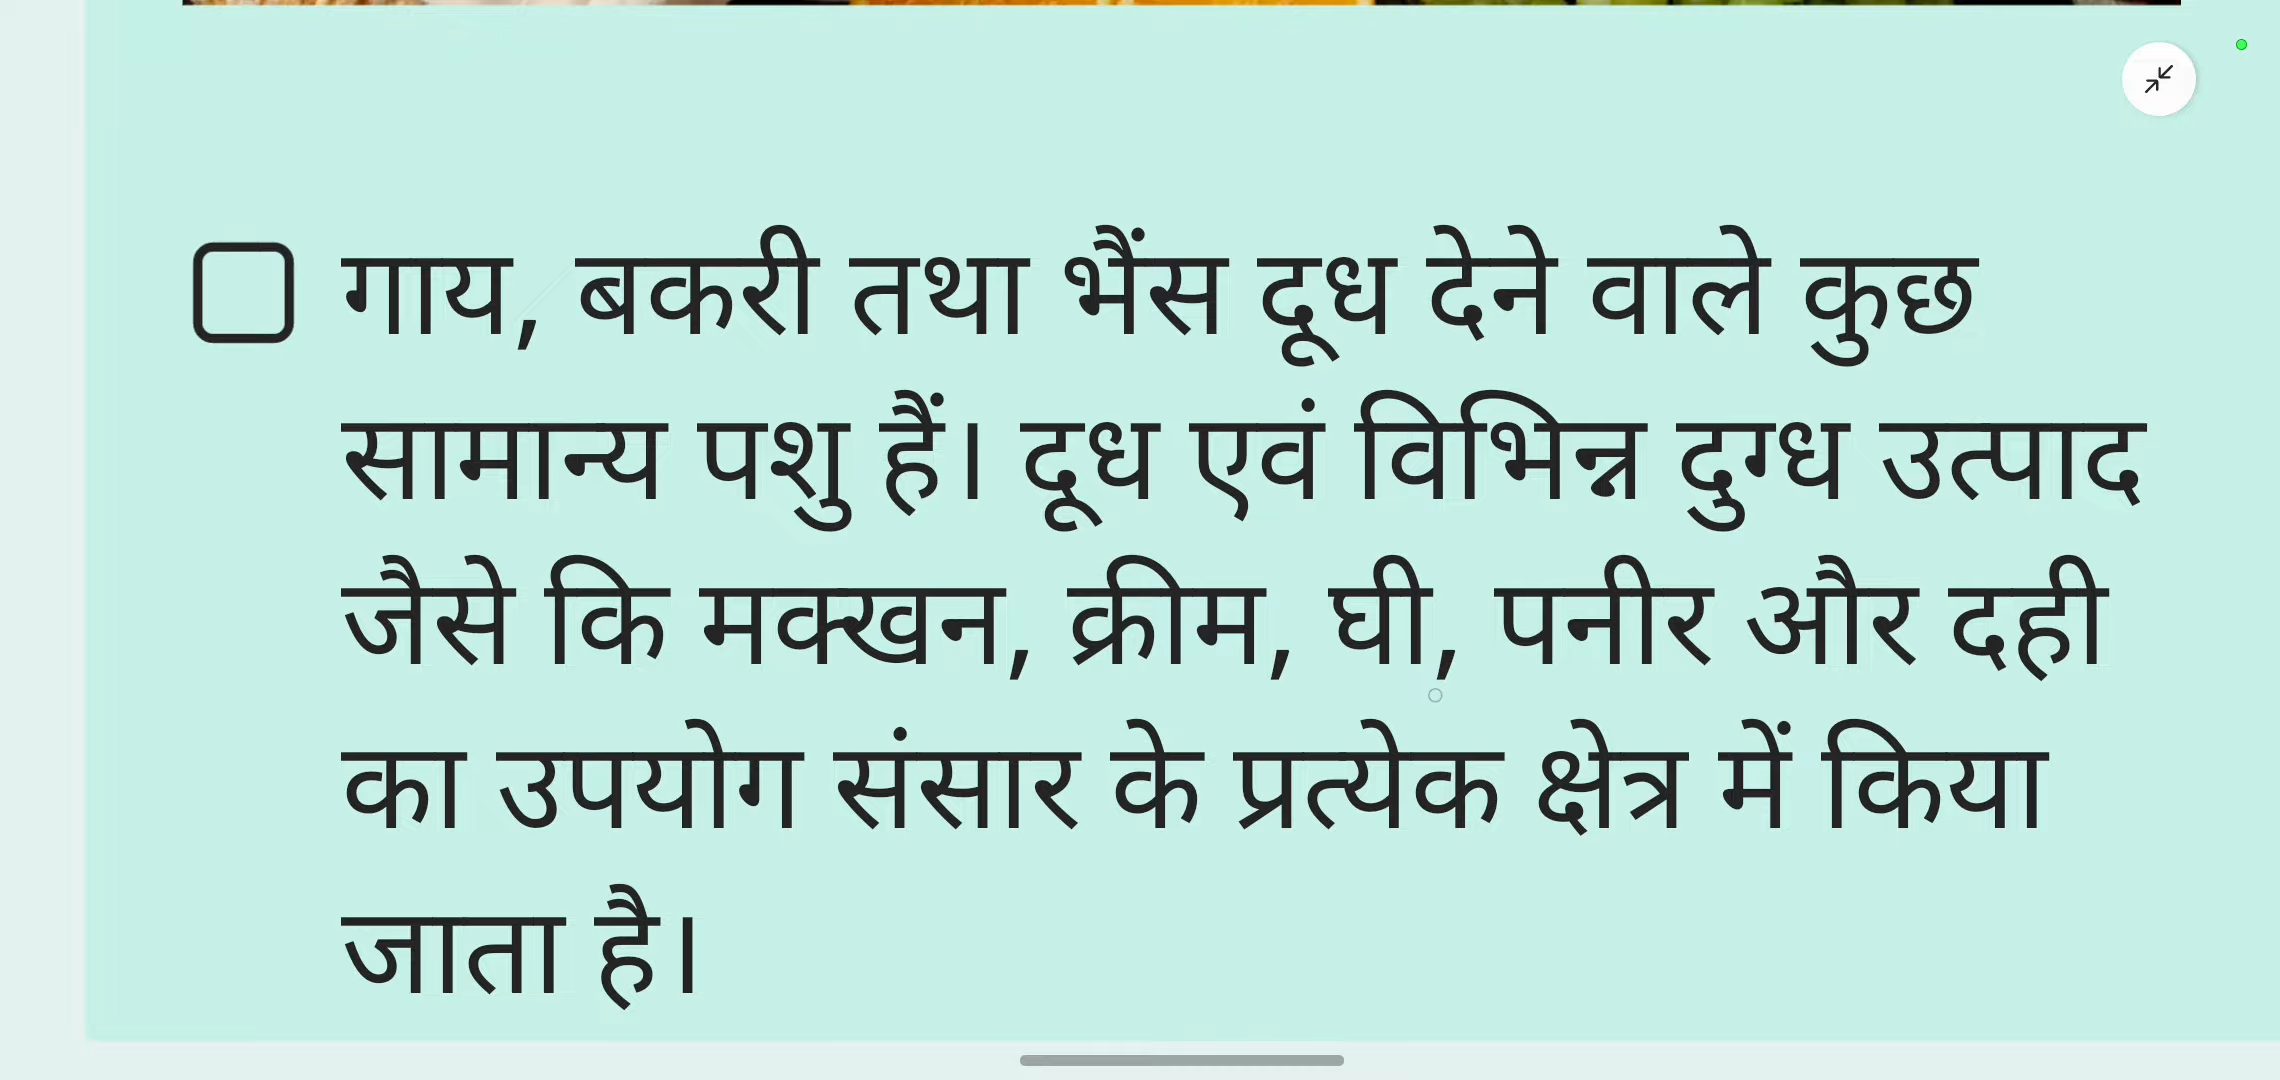 गाय, बकरी तथा भैंस दूध देने वाले कुछ
सामान्य पशु हैं। दूध एवं विभिन्न दुग्ध उत्पाद
जैसे कि मक्खन, क्रीम, घी, पनीर और दही
का उपयोग संसार के प्रत्येक क्षेत्र में किया
जाता है।